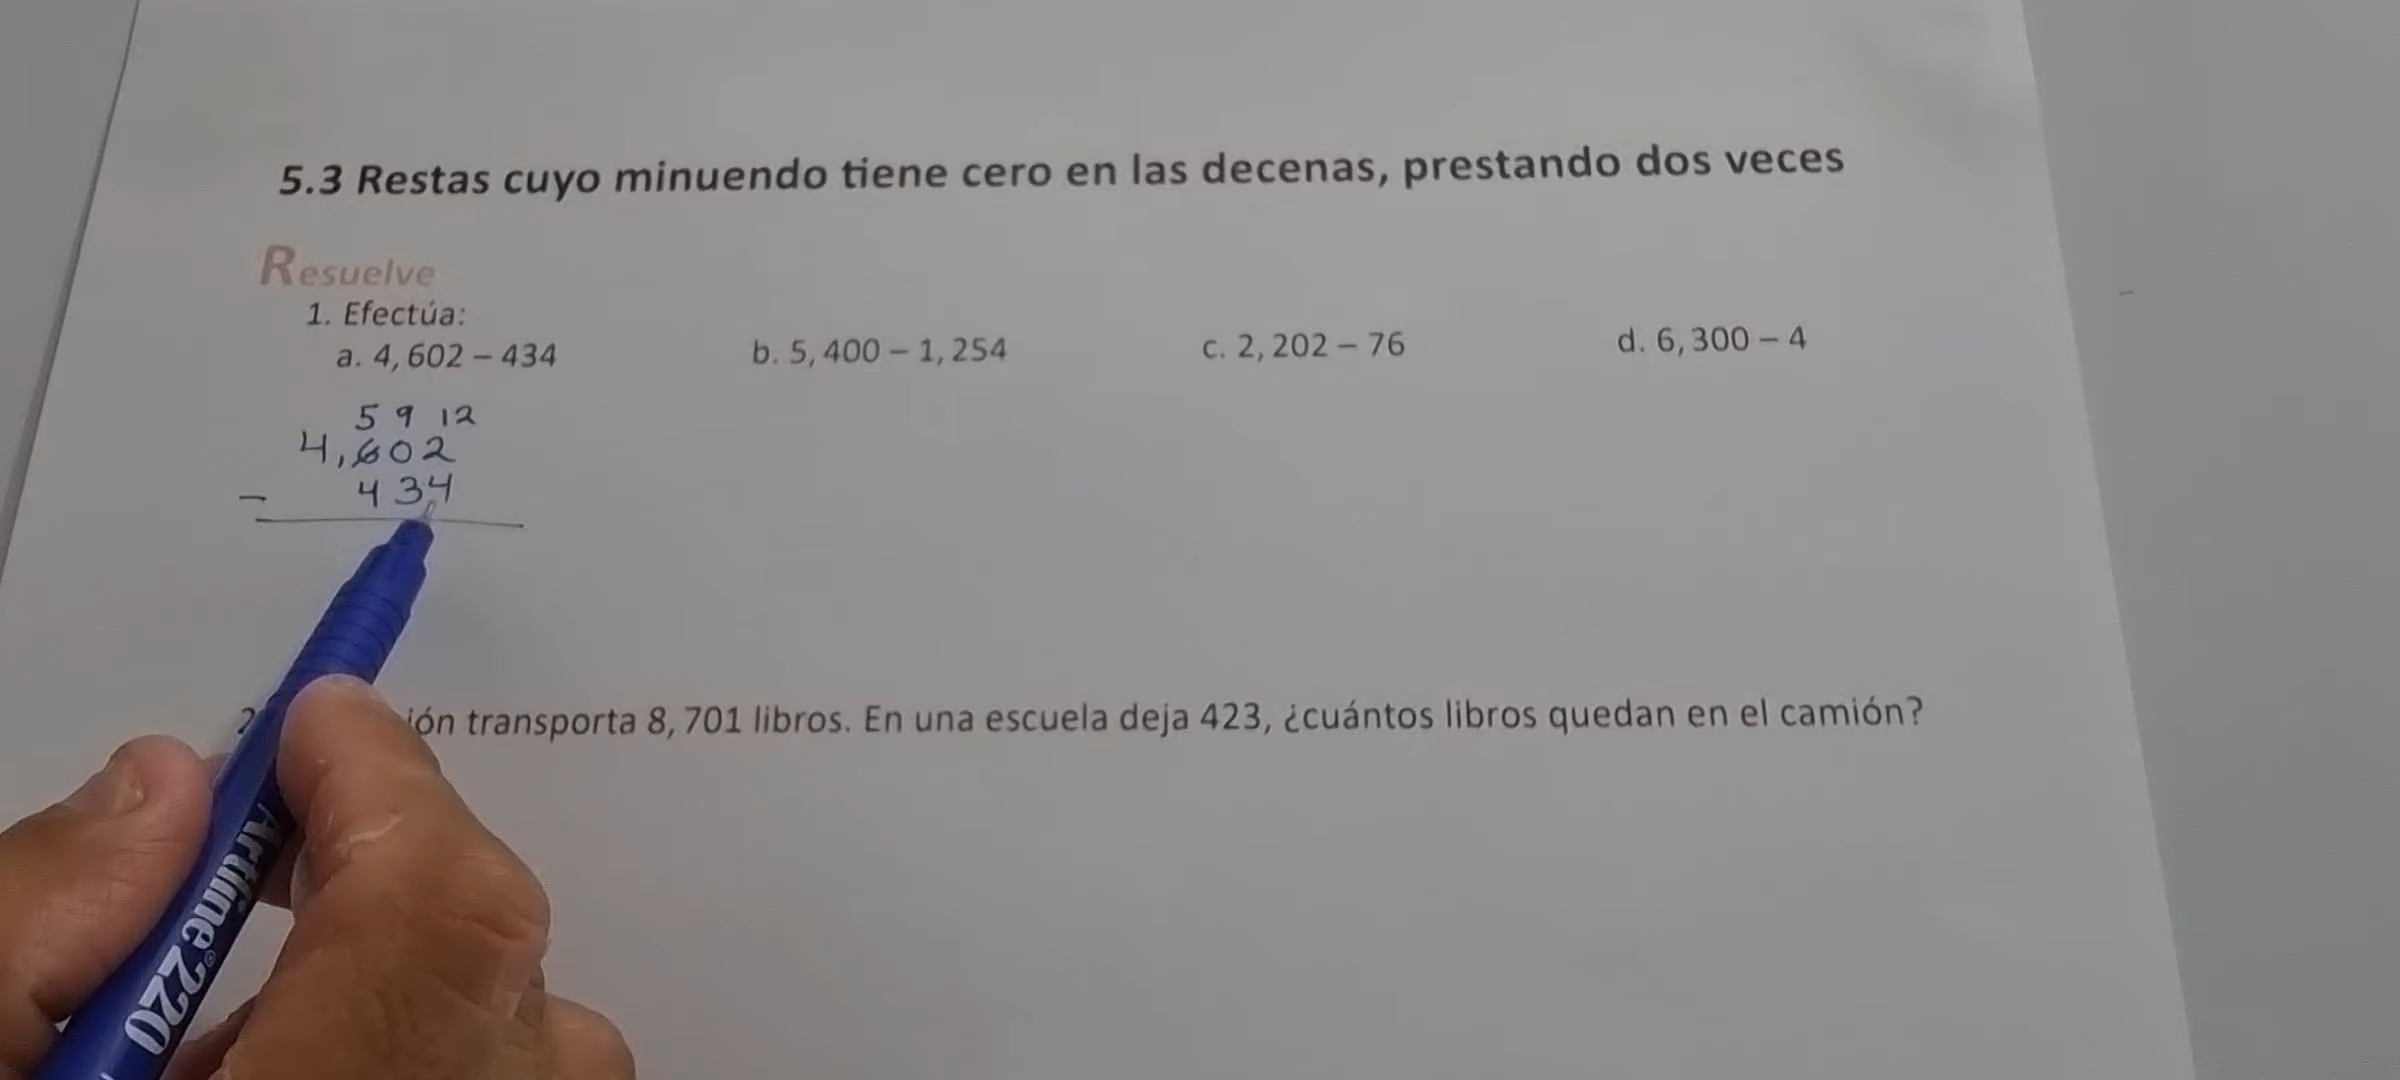 5.3 Restas cuyo minuendo tiene cero en las decenas, prestando dos veces
Resuelve
1. Efectúa:
a. 4, 602 – 434 b. 5, 400 – 1, 254 c. 2, 202 – 76 d. 6, 300 – 4
5 9 12
4,602
- 434
ión transporta 8, 701 libros. En una escuela deja 423, ¿cuántos libros quedan en el camión?
Artline 220